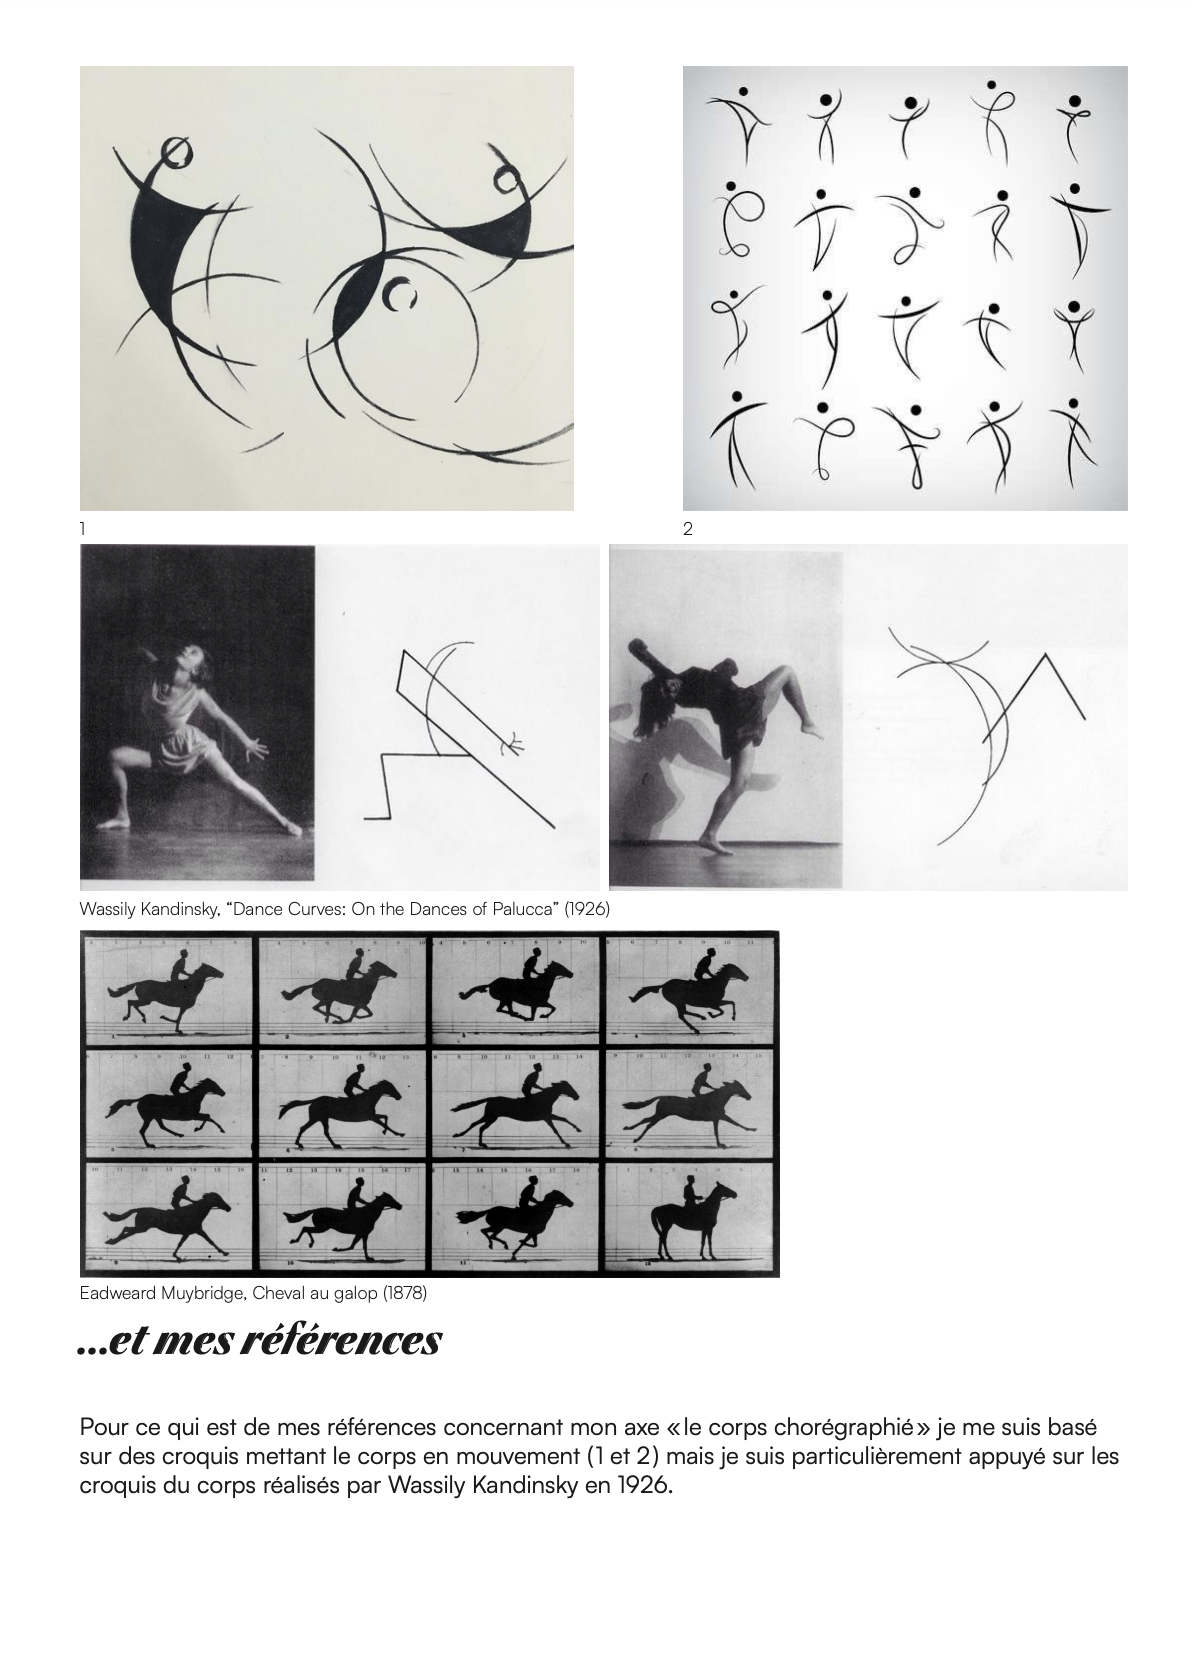 1
2
Wassily Kandinsky, “Dance Curves: On the Dances of Palucca” (1926)
Eadweard Muybridge, Cheval au galop (1878)
...et mes références
Pour ce qui est de mes références concernant mon axe « le corps chorégraphié » je me suis basé
sur des croquis mettant le corps en mouvement (1 et 2) mais je suis particulièrement appuyé sur les
croquis du corps réalisés par Wassily Kandinsky en 1926.